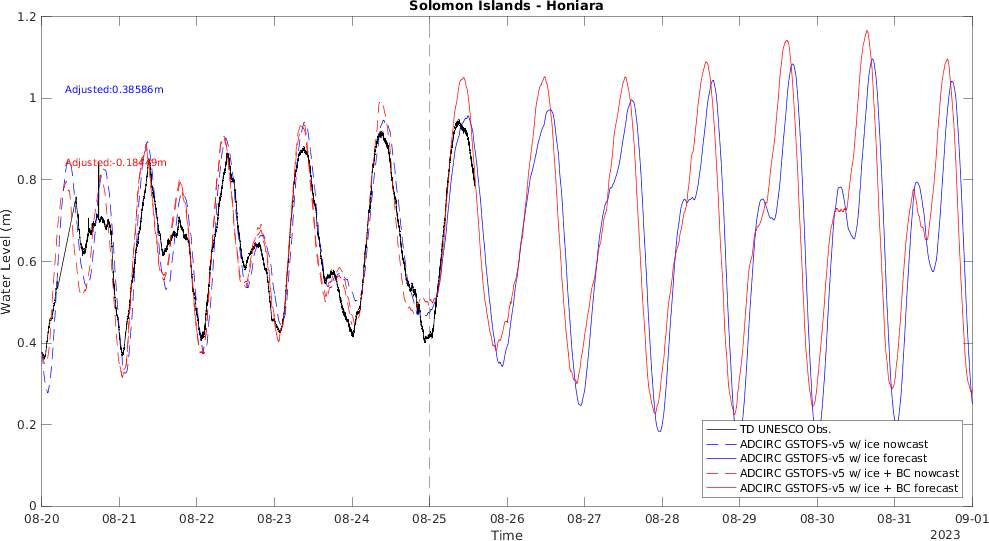 Solomon Islands - Honiara
Water Level (m)
1.2
1
0.8
0.6
0.4
0.2
0
Adjusted:0.38586m
Adjusted:-0.18449m
TD UNESCO Obs.
ADCIRC GSTOFS-v5 w/ ice nowcast
ADCIRC GSTOFS-v5 w/ ice forecast
ADCIRC GSTOFS-v5 w/ ice + BC nowcast
ADCIRC GSTOFS-v5 w/ ice + BC forecast
08-20 08-21 08-22 08-23 08-24 08-25 08-26 08-27 08-28 08-29 08-30 08-31 09-01
Time
2023